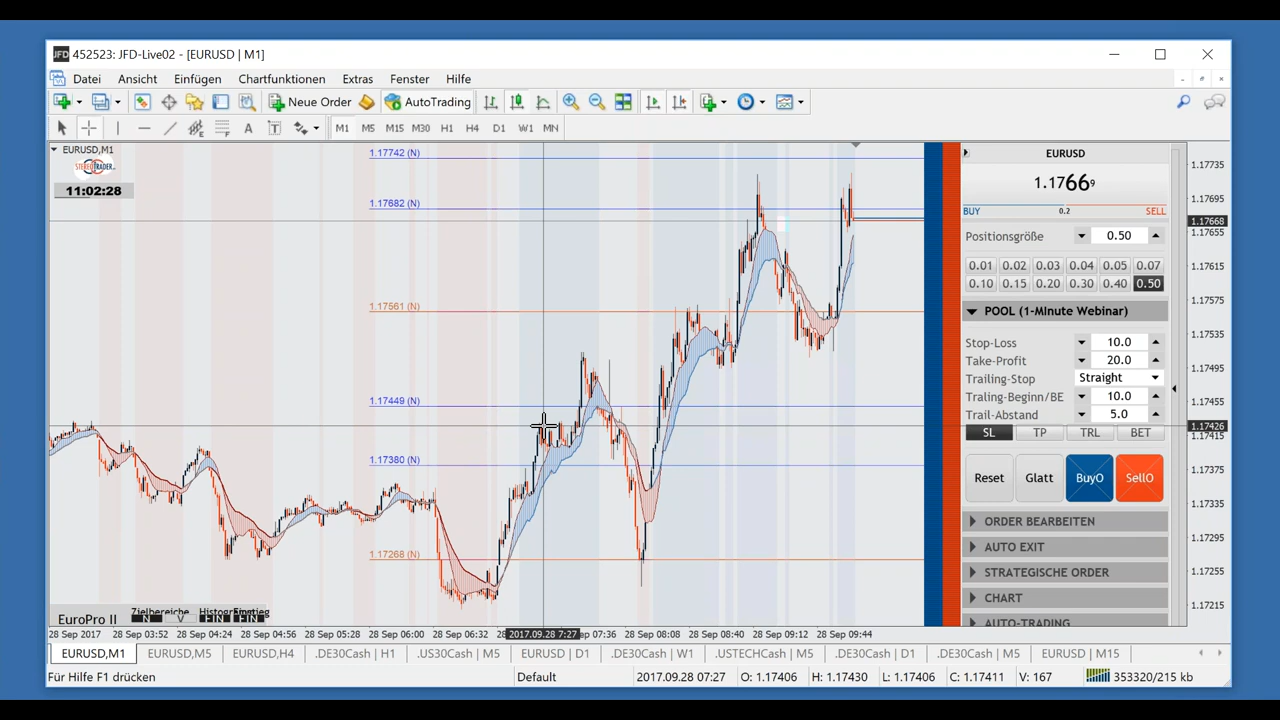 452523: JFD-Live02 - [EURUSD | M1]
Datei Ansicht Einfügen Chartfunktionen Extras Fenster Hilfe
Neue Order AutoTrading
A T M1 M5 M15 M30 H1 H4 D1 W1 MN
EURUSD,M1
STEREOTRADER
11:02:28
1.17742 (N)
1.17682 (N)
1.17561 (N)
1.17449 (N)
1.17380 (N)
1.17268 (N)
EuroPro II
Zielbereiche
N V EIN EIN
EURUSD
1.17669
BUY 0.2 SELL
Positionsgröße 0.50
0.01 0.02 0.03 0.04 0.05 0.07
0.10 0.15 0.20 0.30 0.40 0.50
POOL (1-Minute Webinar)
Stop-Loss 10.0
Take-Profit 20.0
Trailing-Stop Straight
Traling-Beginn/BE 10.0
Trail-Abstand 5.0
SL TP TRL BET
Reset Glatt BuyO SellO
ORDER BEARBEITEN
AUTO EXIT
STRATEGISCHE ORDER
CHART
AUTO-TRADING
1.17735
1.17695
1.17668
1.17655
1.17615
1.17575
1.17535
1.17495
1.17455
1.17426
1.17415
1.17375
1.17335
1.17295
1.17255
1.17215
28 Sep 2017 28 Sep 03:52 28 Sep 04:24 28 Sep 04:56 28 Sep 05:28 28 Sep 06:00 28 Sep 06:32 2017.09.28 7:27 07:36 28 Sep 08:08 28 Sep 08:40 28 Sep 09:12 28 Sep 09:44
EURUSD,M1 EURUSD,M5 EURUSD,H4 .DE30Cash | H1 .US30Cash | M5 EURUSD | D1 .DE30Cash | W1 .USTECHCash | M5 .DE30Cash | D1 .DE30Cash | M5 EURUSD | M15
Für Hilfe F1 drücken Default 2017.09.28 07:27 O: 1.17406 H: 1.17430 L: 1.17406 C: 1.17411 V: 167 353320/215 kb